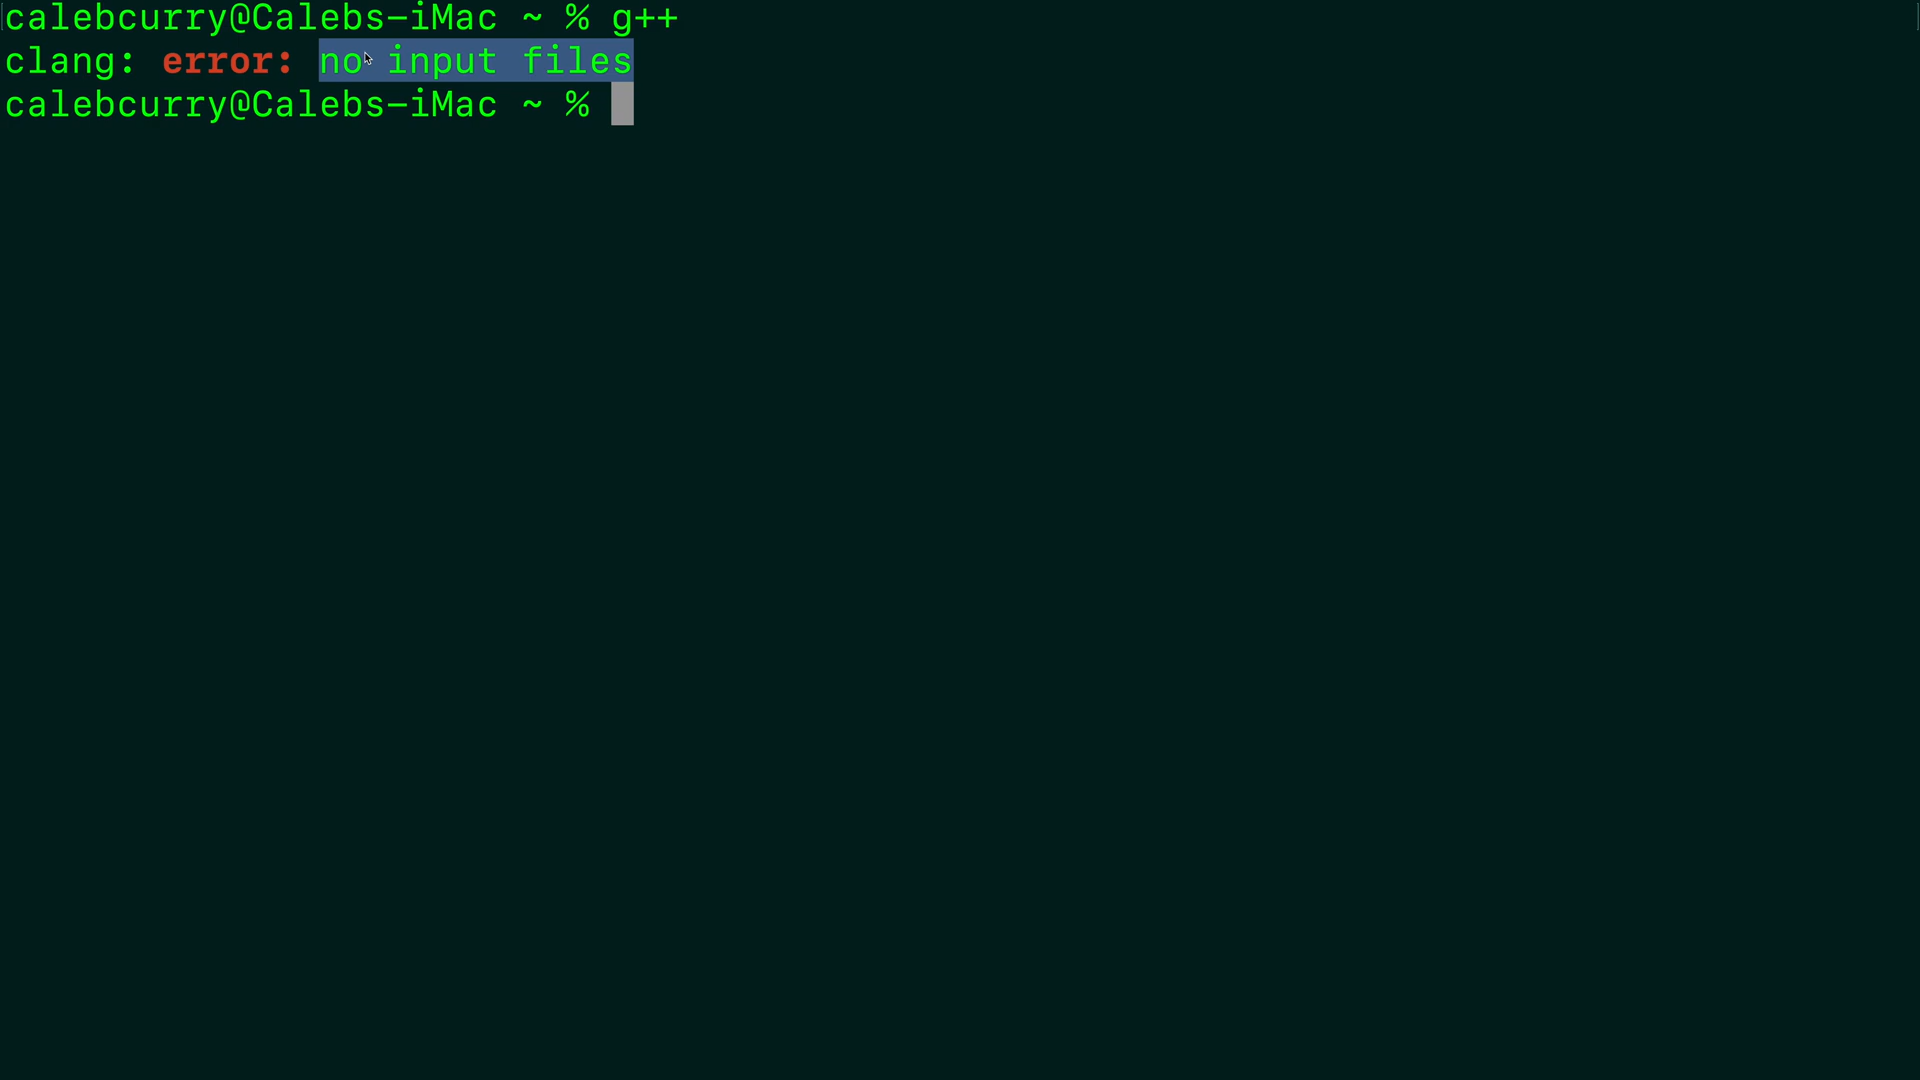 calebcurry@Calebs-iMac ~ % g++
clang: error: no input files
calebcurry@Calebs-iMac ~ %